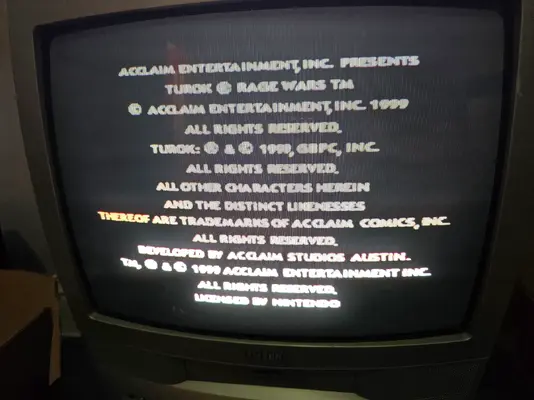 ACCLAIM ENTERTAINMENT, INC. PRESENTS
TUROK ® RAGE WARS TM
© ACCLAIM ENTERTAINMENT, INC. 1999
ALL RIGHTS RESERVED.
TUROK: ® & © 1999, GBPC, INC.
ALL RIGHTS RESERVED.
ALL OTHER CHARACTERS HEREIN
AND THE DISTINCT LIKENESSES
THEREOF ARE TRADEMARKS OF ACCLAIM COMICS, INC.
ALL RIGHTS RESERVED.
DEVELOPED BY ACCLAIM STUDIOS AUSTIN.
TM, ® & © 1999 ACCLAIM ENTERTAINMENT INC.
ALL RIGHTS RESERVED.
LICENSED BY NINTENDO